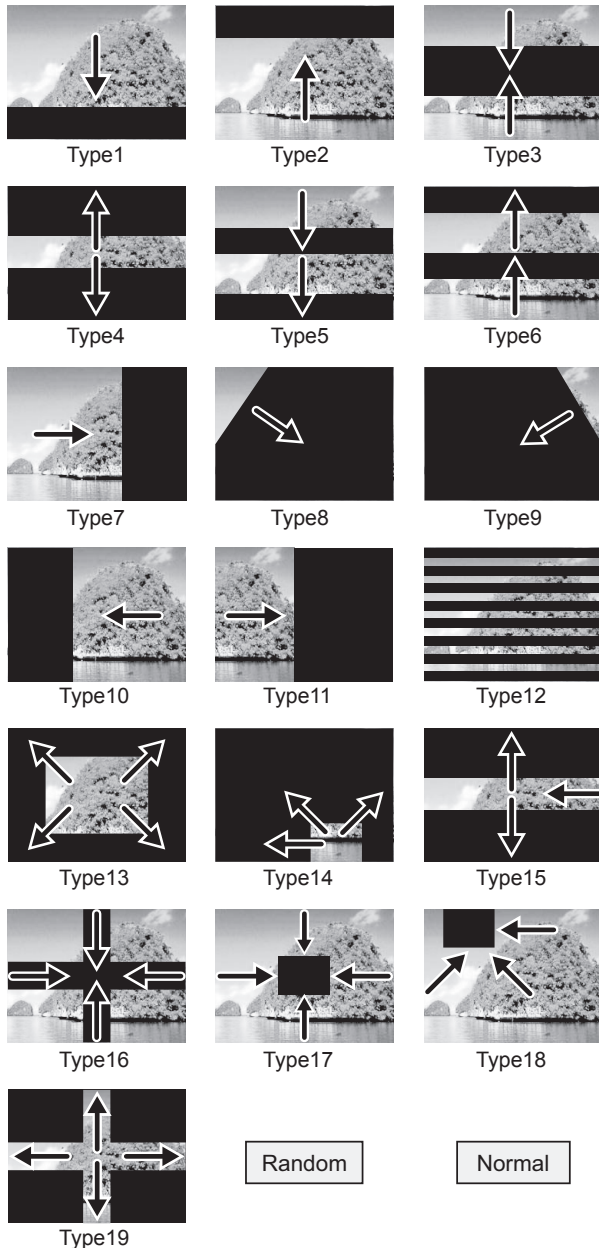 Type1 Type2 Type3
Type4 Type5 Type6
Type7 Type8 Type9
Type10 Type11 Type12
Type13 Type14 Type15
Type16 Type17 Type18
Random Normal
Type19